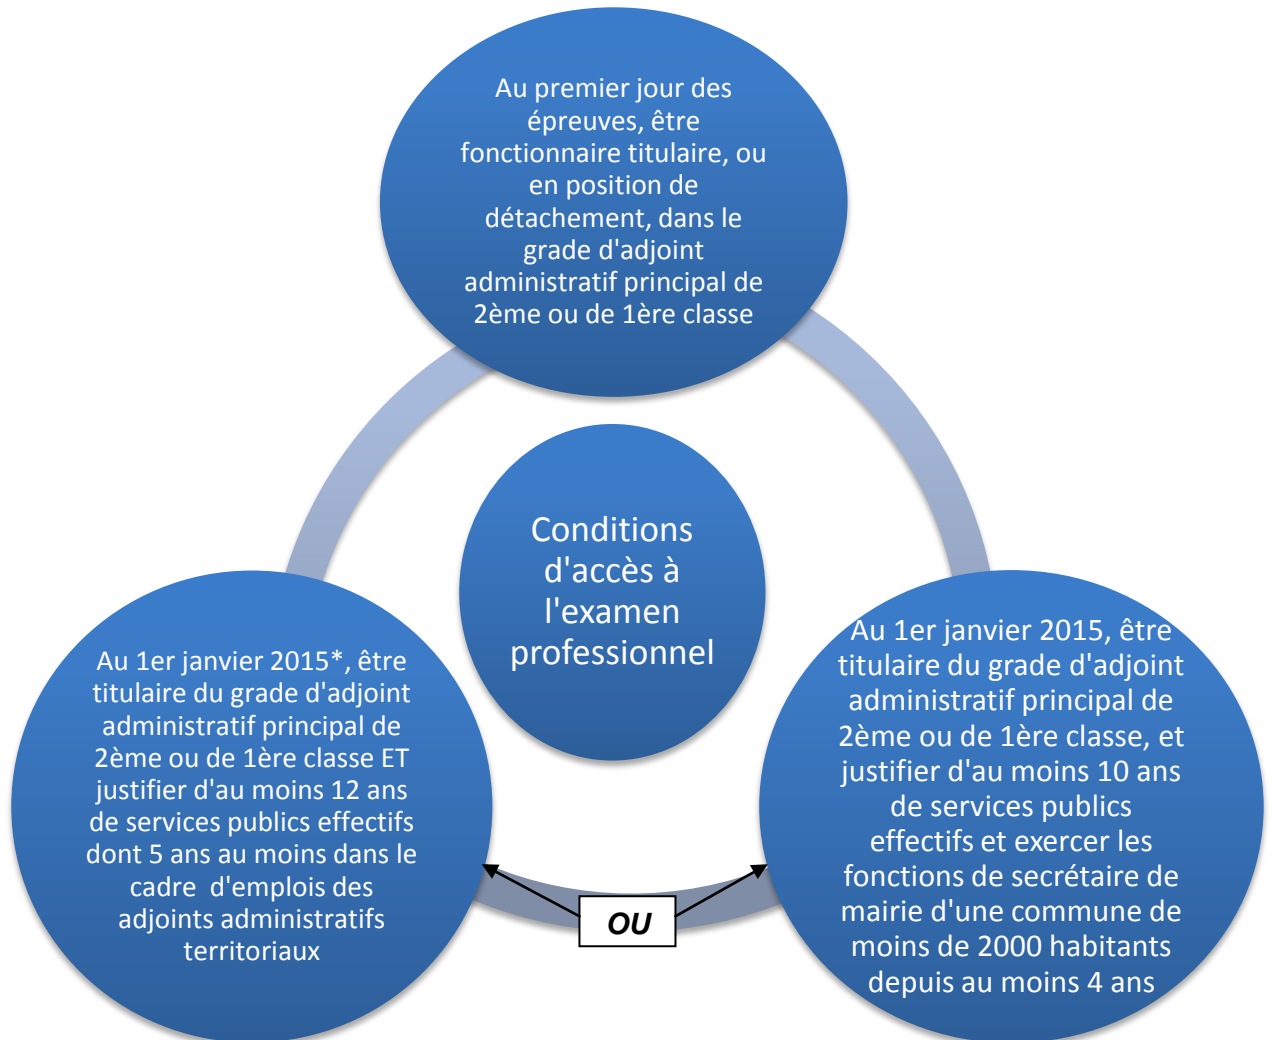 Au premier jour des
épreuves, être
fonctionnaire titulaire, ou
en position de
détachement, dans le
grade d'adjoint
administratif principal de
2ème ou de 1ère classe
Conditions
d'accès à
l'examen
professionnel
Au 1er janvier 2015*, être
titulaire du grade d'adjoint
administratif principal de
2ème ou de 1ère classe ET
justifier d'au moins 12 ans
de services publics effectifs
dont 5 ans au moins dans le
cadre d'emplois des
adjoints administratifs
territoriaux
OU
Au 1er janvier 2015, être
titulaire du grade d'adjoint
administratif principal de
2ème ou de 1ère classe, et
justifier d'au moins 10 ans
de services publics
effectifs et exercer les
fonctions de secrétaire de
mairie d'une commune de
moins de 2000 habitants
depuis au moins 4 ans